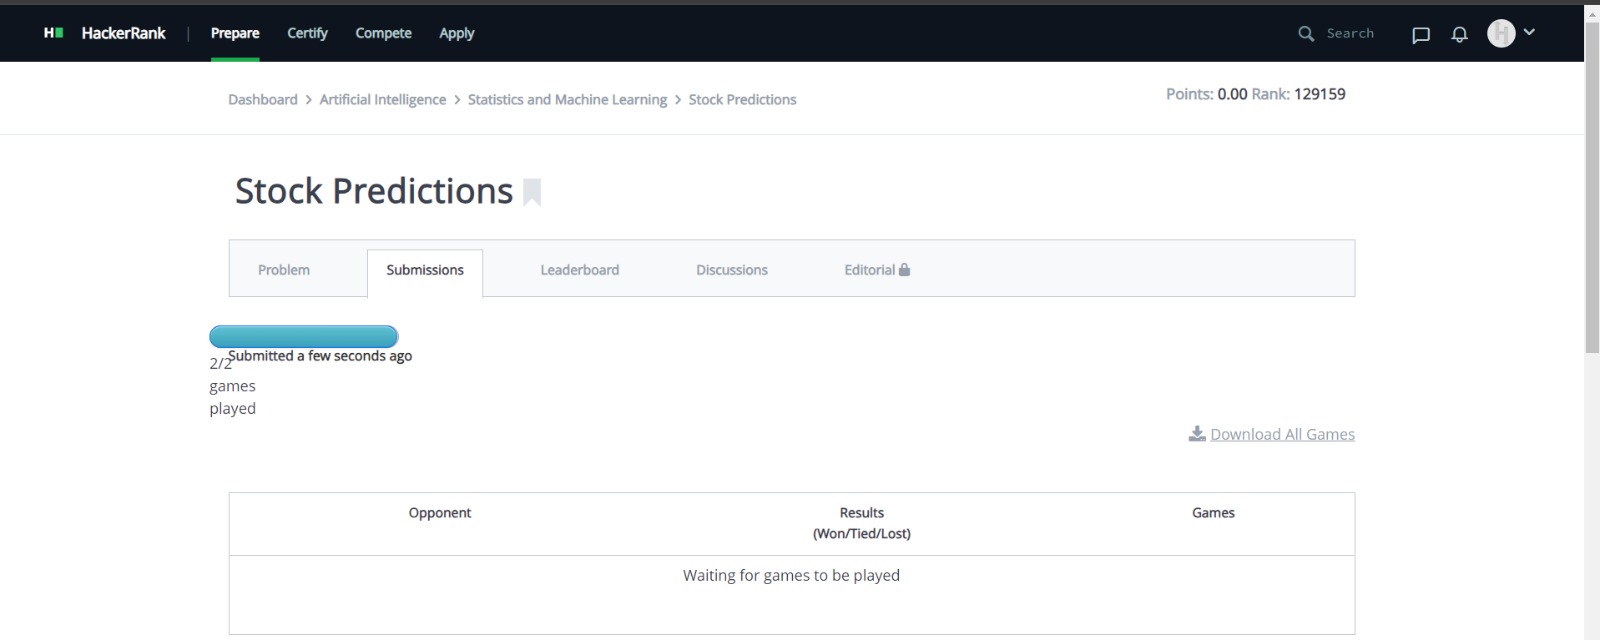 H HackerRank | Prepare Certify Compete Apply Search
Dashboard > Artificial Intelligence > Statistics and Machine Learning > Stock Predictions Points: 0.00 Rank: 129159
Stock Predictions
Problem Submissions Leaderboard Discussions Editorial
Submitted a few seconds ago
2/2
games
played
Download All Games
Opponent Results Games
(Won/Tied/Lost)
Waiting for games to be played